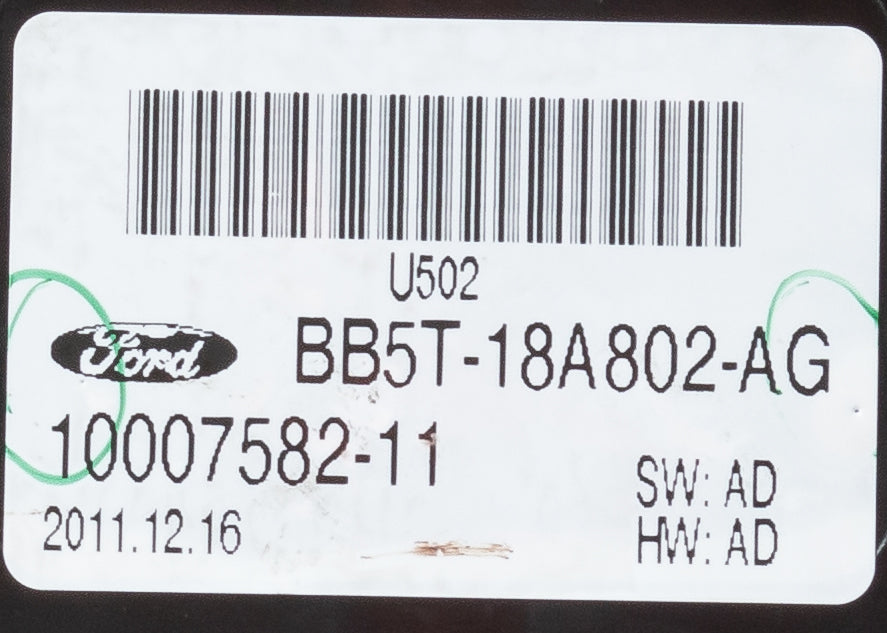 U502
Ford BB5T-18A802-AG
10007582-11
2011.12.16
SW: AD
HW: AD